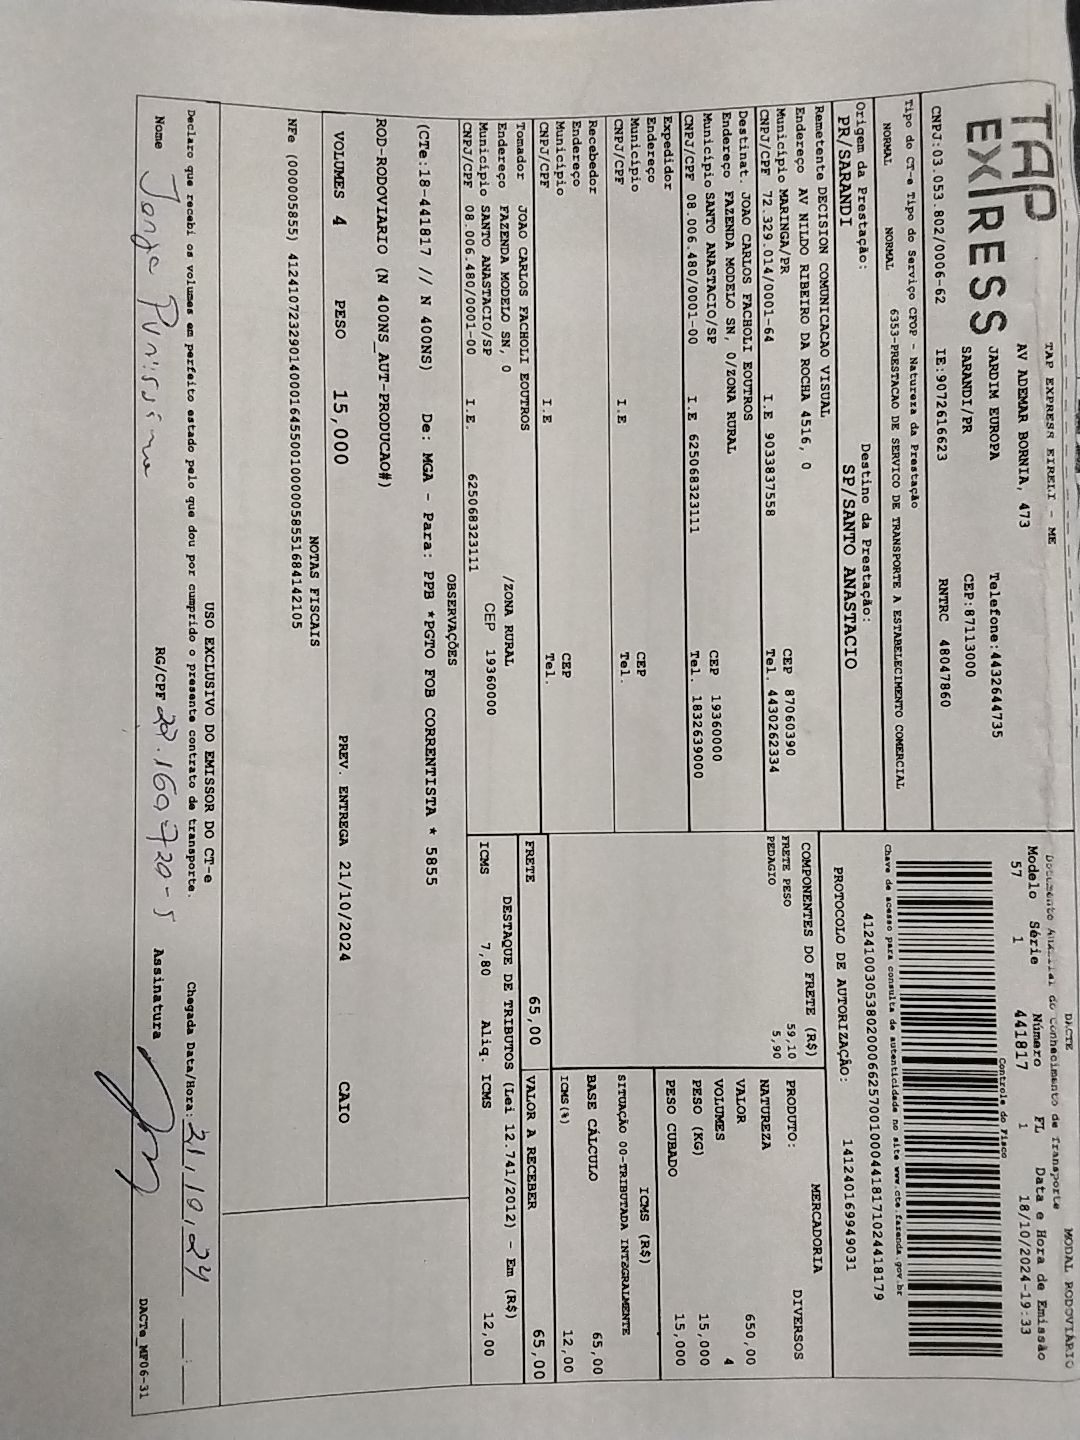 TAP EXPRESS
TAP EXPRESS EIRELI - ME
AV ADEMAR BORNIA, 473
JARDIM EUROPA Telefone:4432644735
SARANDI/PR CEP:87113000
CNPJ:03.053.802/0006-62 IE:9072616623 RNTRC 48047860
Tipo do CT-e Tipo do Serviço CFOP - Natureza da Prestação
NORMAL NORMAL 6353-PRESTACAO DE SERVICO DE TRANSPORTE A ESTABELECIMENTO COMERCIAL
Origem da Prestação: Destino da Prestação:
PR/SARANDI SP/SANTO ANASTACIO
Remetente DECISION COMUNICACAO VISUAL
Endereço AV NILDO RIBEIRO DA ROCHA 4516, 0
Município MARINGA/PR CEP 87060390
CNPJ/CPF 72.329.014/0001-64 I.E 9033837558 Tel. 4430262334
Destinat. JOAO CARLOS FACHOLI EOUTROS
Endereço FAZENDA MODELO SN, 0/ZONA RURAL
Município SANTO ANASTACIO/SP CEP 19360000
CNPJ/CPF 08.006.480/0001-00 I.E 625068323111 Tel. 1832639000
Expedidor
Endereço
Município CEP
CNPJ/CPF I.E Tel.
Recebedor
Endereço
Município CEP
CNPJ/CPF I.E Tel.
Tomador JOAO CARLOS FACHOLI EOUTROS
Endereço FAZENDA MODELO SN, 0 /ZONA RURAL
Município SANTO ANASTACIO/SP CEP 19360000
CNPJ/CPF 08.006.480/0001-00 I.E. 625068323111
DACTE MODAL RODOVIÁRIO
Documento Auxiliar do Conhecimento de Transporte
Modelo Série Número FL Data e Hora de Emissão
57 1 441817 1 18/10/2024-19:33
Controle do Fisco
Chave de acesso para consulta de autenticidade no site www.cte.fazenda.gov.br
41241003053802000662570010004418171024418179
PROTOCOLO DE AUTORIZAÇÃO: 141240169949031
COMPONENTES DO FRETE (R$)
FRETE PESO 59,10
PEDAGIO 5,90
MERCADORIA
PRODUTO: DIVERSOS
NATUREZA
VALOR 650,00
VOLUMES 4
PESO (KG) 15,000
PESO CUBADO 15,000
ICMS (R$)
SITUAÇÃO 00-TRIBUTADA INTEGRALMENTE
BASE CÁLCULO 65,00
ICMS(%) 12,00
FRETE 65,00 VALOR A RECEBER 65,00
DESTAQUE DE TRIBUTOS (Lei 12.741/2012) - Em (R$)
ICMS 7,80 Aliq. ICMS 12,00
OBSERVAÇÕES
(CTe:18-441817 // N 400NS) De: MGA - Para: PPB *PGTO FOB CORRENTISTA * 5855
ROD-RODOVIARIO (N 400NS_AUT-PRODUCAO#)
VOLUMES 4 PESO 15,000 PREV. ENTREGA 21/10/2024 CAIO
NOTAS FISCAIS
NFe (000005855) 41241072329014000164550010000058551684142105
USO EXCLUSIVO DO EMISSOR DO CT-e
Declaro que recebi os volumes em perfeito estado pelo que dou por cumprido o presente contrato de transporte. Chegada Data/Hora: 21,10,24 :
Nome RG/CPF Assinatura
DACTe_MF06-31